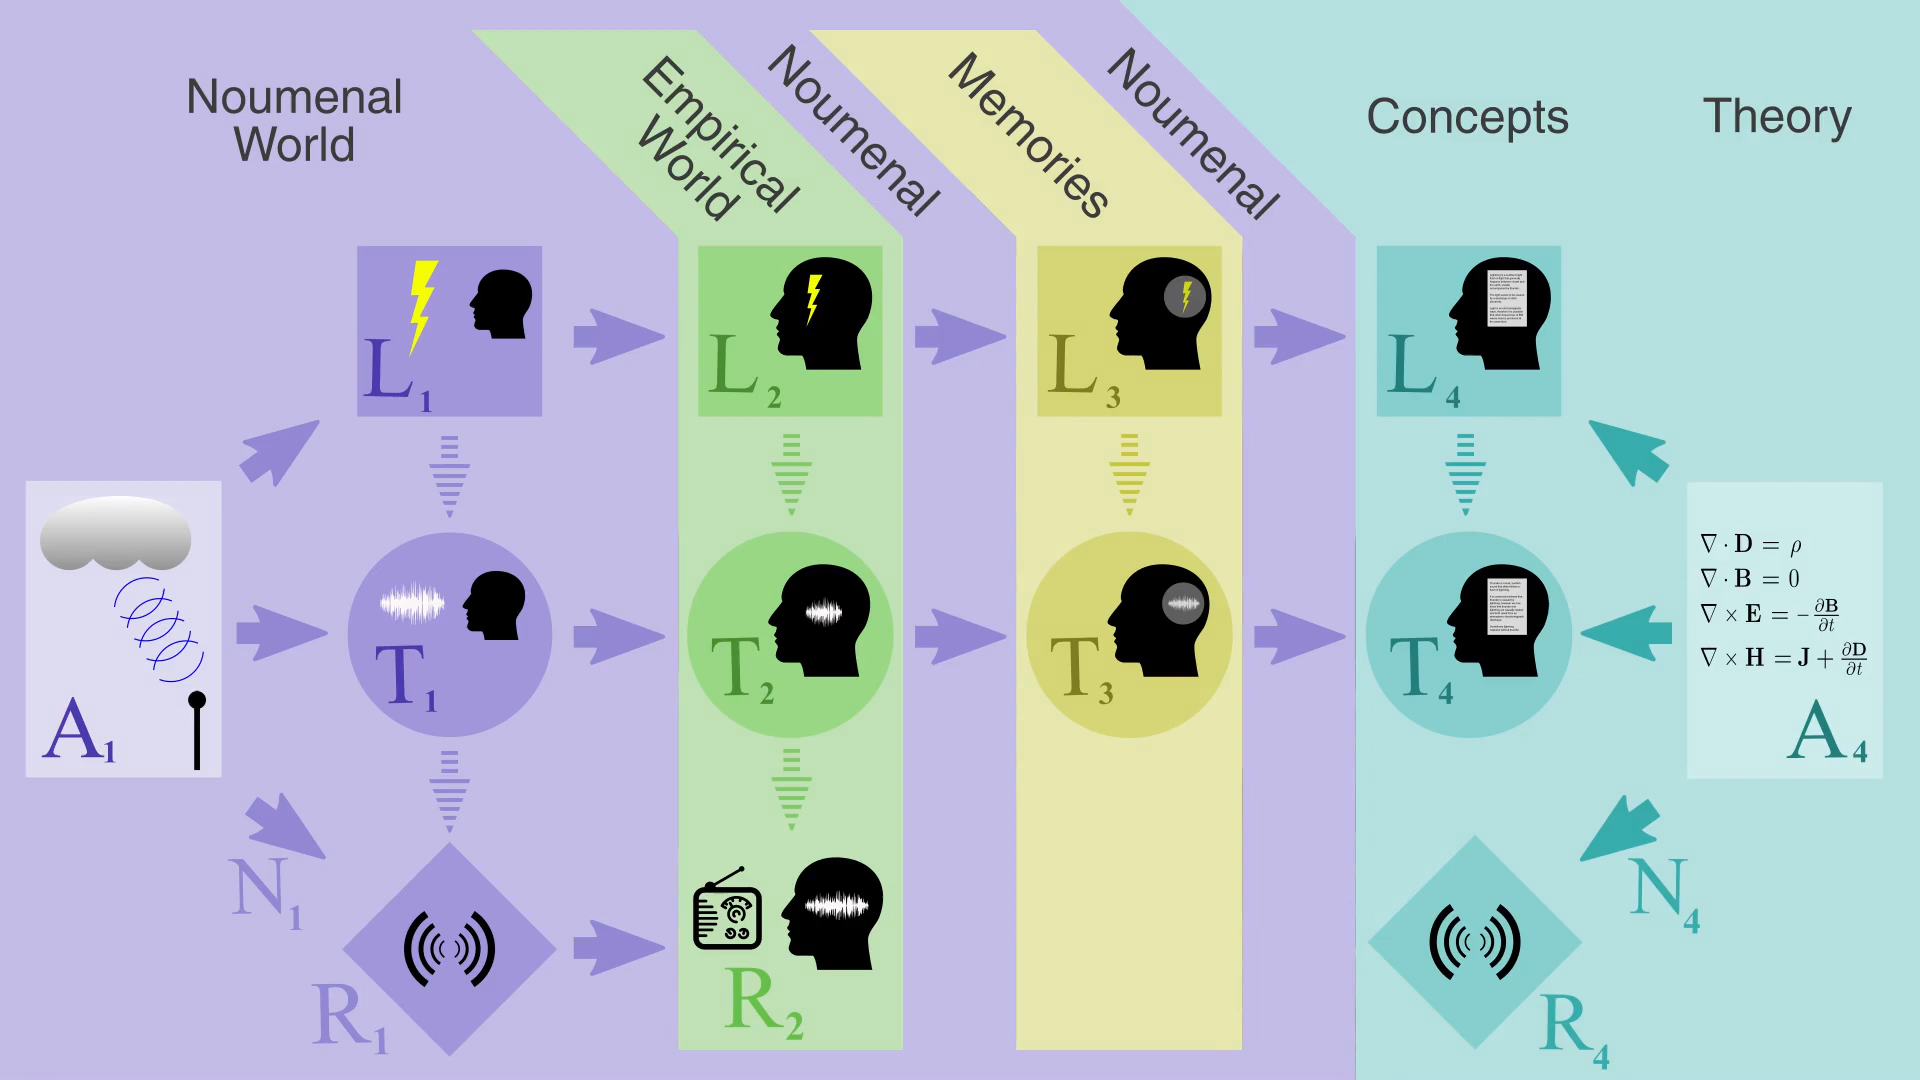 Noumenal
World
Empirical
World
Noumenal
Memories
Noumenal
Concepts
Theory
L1
L2
L3
L4
A1
T1
T2
T3
T4
∇ · D = ρ
∇ · B = 0
∇ × E = −∂B/∂t
∇ × H = J + ∂D/∂t
A4
N1
N4
R1
R2
R4